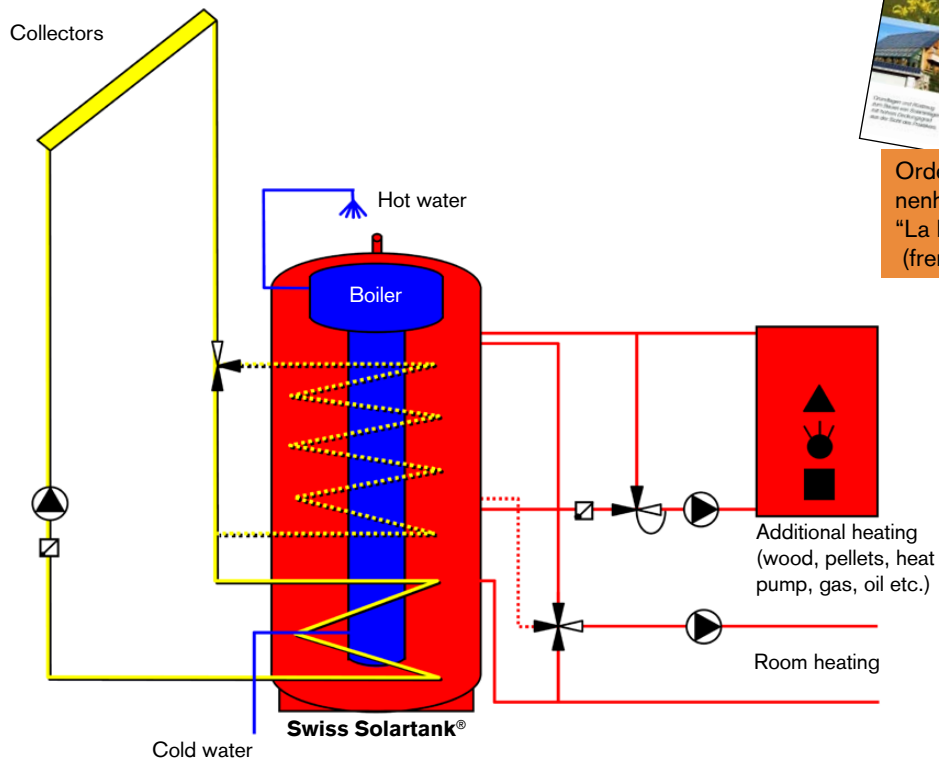 Collectors
Hot water
Boiler
Additional heating
(wood, pellets, heat
pump, gas, oil etc.)
Room heating
Swiss Solartank®
Cold water
Orde
nenh
“La
(fren